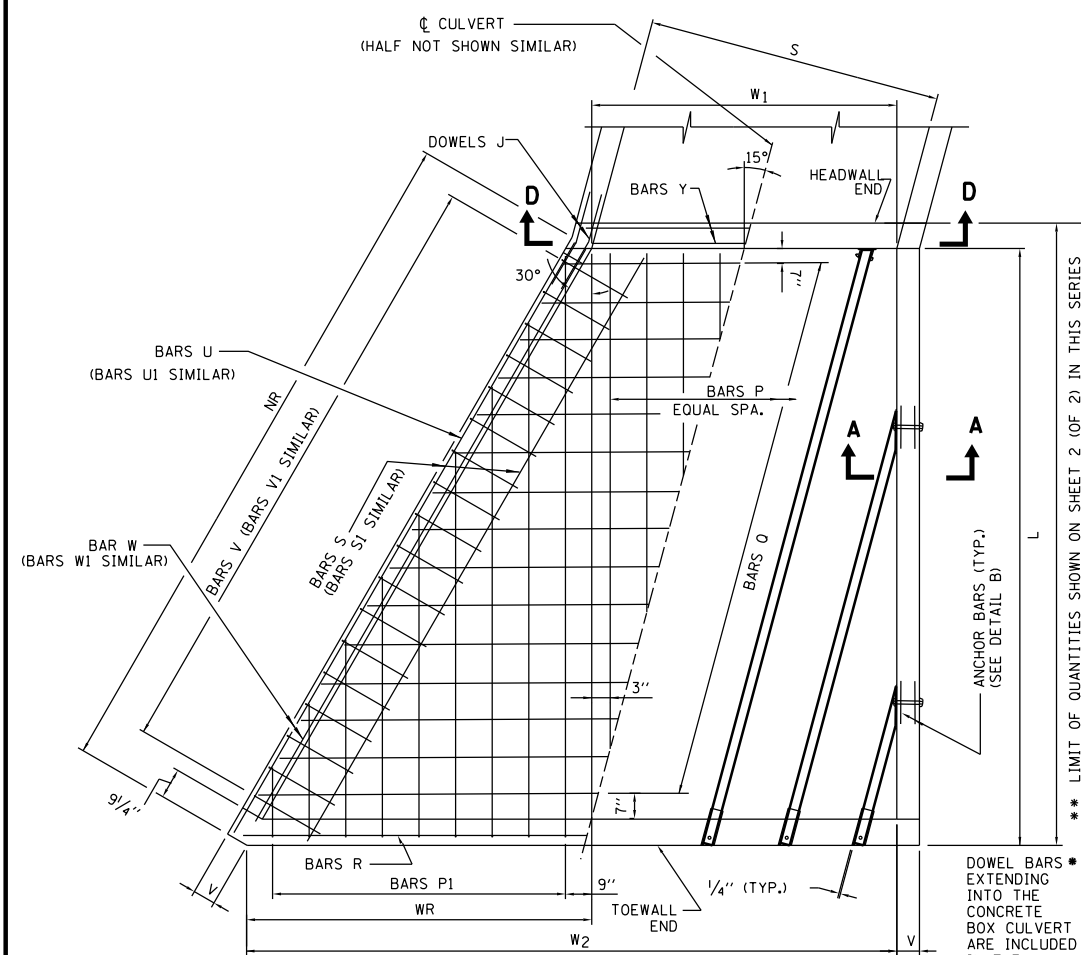 ℄ CULVERT
(HALF NOT SHOWN SIMILAR)
S
W1
DOWELS J
15°
HEADWALL
END
D
D
BARS Y
30°
7"
BARS U
(BARS U1 SIMILAR)
NR
BARS V (BARS V1 SIMILAR)
BARS P
EQUAL SPA.
A
A
BARS S
(BARS S1 SIMILAR)
BARS Q
BAR W
(BARS W1 SIMILAR)
L
ANCHOR BARS (TYP.)
(SEE DETAIL B)
** LIMIT OF QUANTITIES SHOWN ON SHEET 2 (OF 2) IN THIS SERIES
3"
9 1/4"
7"
BARS R
V
BARS P1
9"
1/4" (TYP.)
WR
TOEWALL
END
W2
V
DOWEL BARS *
EXTENDING
INTO THE
CONCRETE
BOX CULVERT
ARE INCLUDED